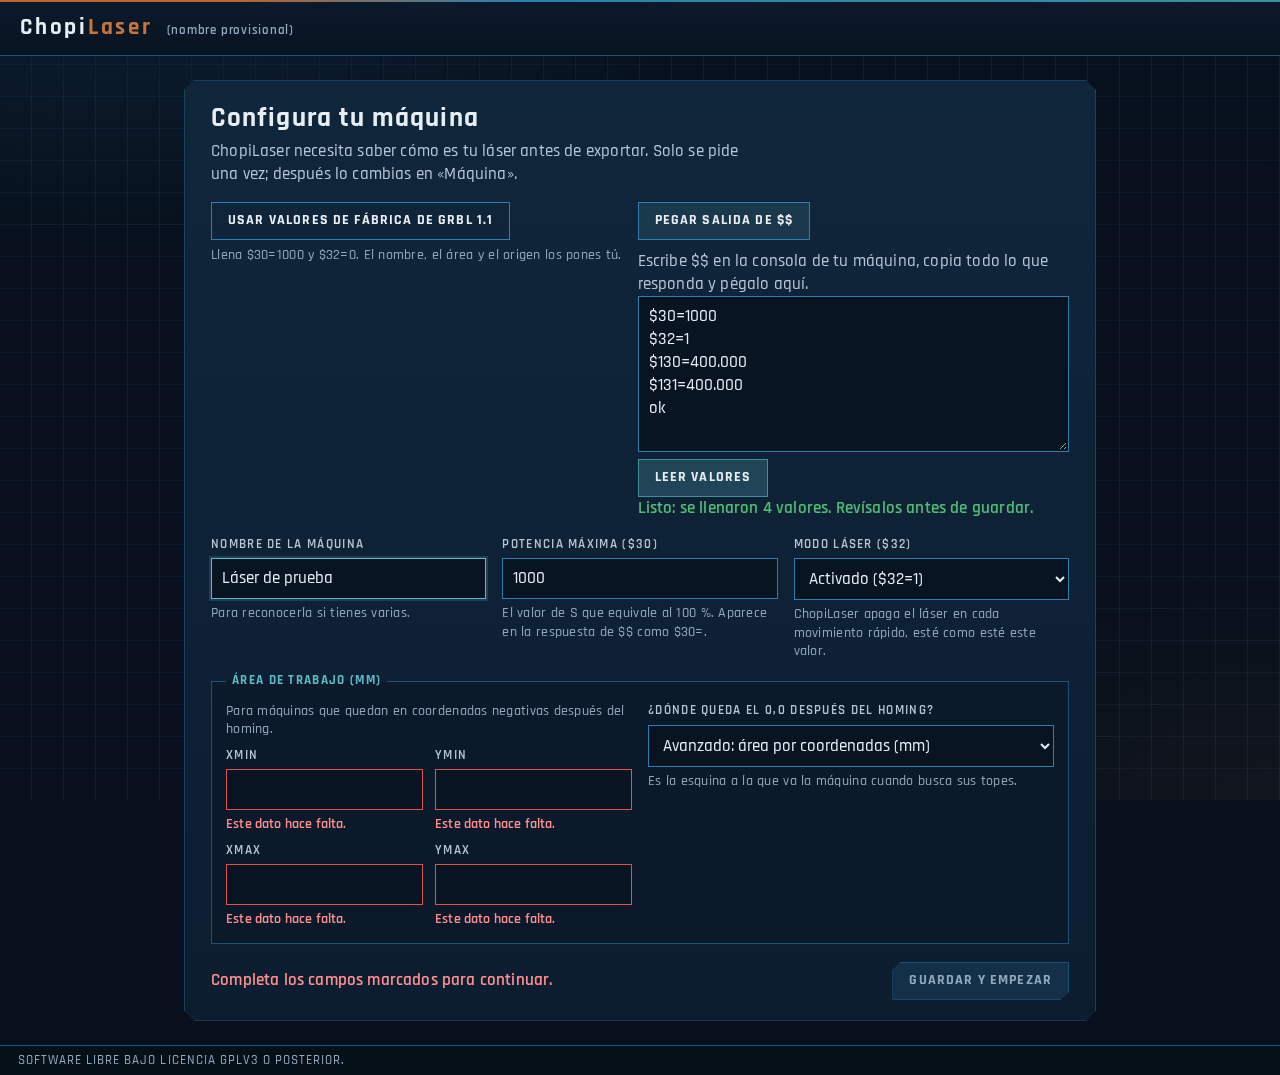 ChopiLaser (nombre provisional)
Configura tu máquina
ChopiLaser necesita saber cómo es tu láser antes de exportar. Solo se pide
una vez; después lo cambias en «Máquina».
USAR VALORES DE FÁBRICA DE GRBL 1.1
Llena $30=1000 y $32=0. El nombre, el área y el origen los pones tú.
PEGAR SALIDA DE $$
Escribe $$ en la consola de tu máquina, copia todo lo que
responda y pégalo aquí.
$30=1000
$32=1
$130=400.000
$131=400.000
ok
LEER VALORES
Listo: se llenaron 4 valores. Revísalos antes de guardar.
NOMBRE DE LA MÁQUINA
Láser de prueba
Para reconocerla si tienes varias.
POTENCIA MÁXIMA ($30)
1000
El valor de S que equivale al 100 %. Aparece
en la respuesta de $$ como $30=.
MODO LÁSER ($32)
Activado ($32=1)
ChopiLaser apaga el láser en cada
movimiento rápido, esté como esté este
valor.
ÁREA DE TRABAJO (MM)
Para máquinas que quedan en coordenadas negativas después del
homing.
XMIN
Este dato hace falta.
YMIN
Este dato hace falta.
XMAX
Este dato hace falta.
YMAX
Este dato hace falta.
¿DÓNDE QUEDA EL 0,0 DESPUÉS DEL HOMING?
Avanzado: área por coordenadas (mm)
Es la esquina a la que va la máquina cuando busca sus topes.
Completa los campos marcados para continuar.
GUARDAR Y EMPEZAR
SOFTWARE LIBRE BAJO LICENCIA GPLV3 O POSTERIOR.